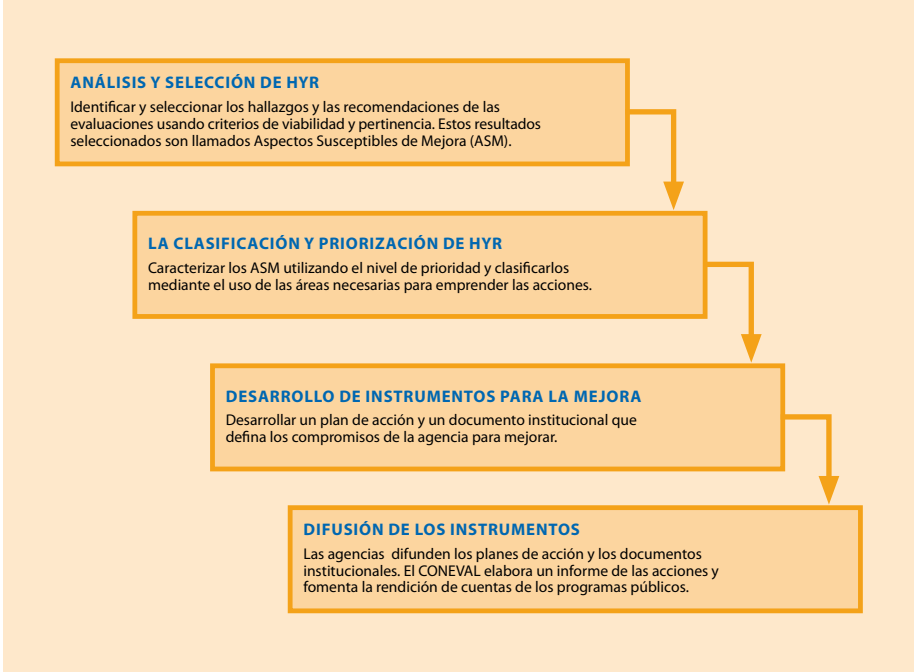 ANÁLISIS Y SELECCIÓN DE HYR
Identificar y seleccionar los hallazgos y las recomendaciones de las
evaluaciones usando criterios de viabilidad y pertinencia. Estos resultados
seleccionados son llamados Aspectos Susceptibles de Mejora (ASM).
LA CLASIFICACIÓN Y PRIORIZACIÓN DE HYR
Caracterizar los ASM utilizando el nivel de prioridad y clasificarlos
mediante el uso de las áreas necesarias para emprender las acciones.
DESARROLLO DE INSTRUMENTOS PARA LA MEJORA
Desarrollar un plan de acción y un documento institucional que
defina los compromisos de la agencia para mejorar.
DIFUSIÓN DE LOS INSTRUMENTOS
Las agencias difunden los planes de acción y los documentos
institucionales. El CONEVAL elabora un informe de las acciones y
fomenta la rendición de cuentas de los programas públicos.